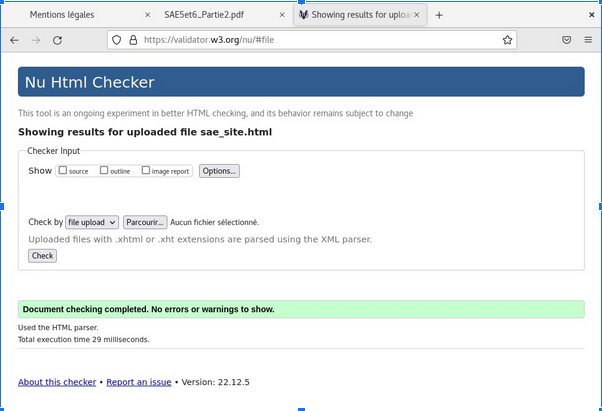 Mentions légales × SAE5et6_Partie2.pdf × Showing results for uploa × +
https://validator.w3.org/nu/#file
Nu Html Checker
This tool is an ongoing experiment in better HTML checking, and its behavior remains subject to change
Showing results for uploaded file sae_site.html
Checker Input
Show source outline image report Options...
Check by file upload Parcourir... Aucun fichier sélectionné.
Uploaded files with .xhtml or .xht extensions are parsed using the XML parser.
Check
Document checking completed. No errors or warnings to show.
Used the HTML parser.
Total execution time 29 milliseconds.
About this checker • Report an issue • Version: 22.12.5